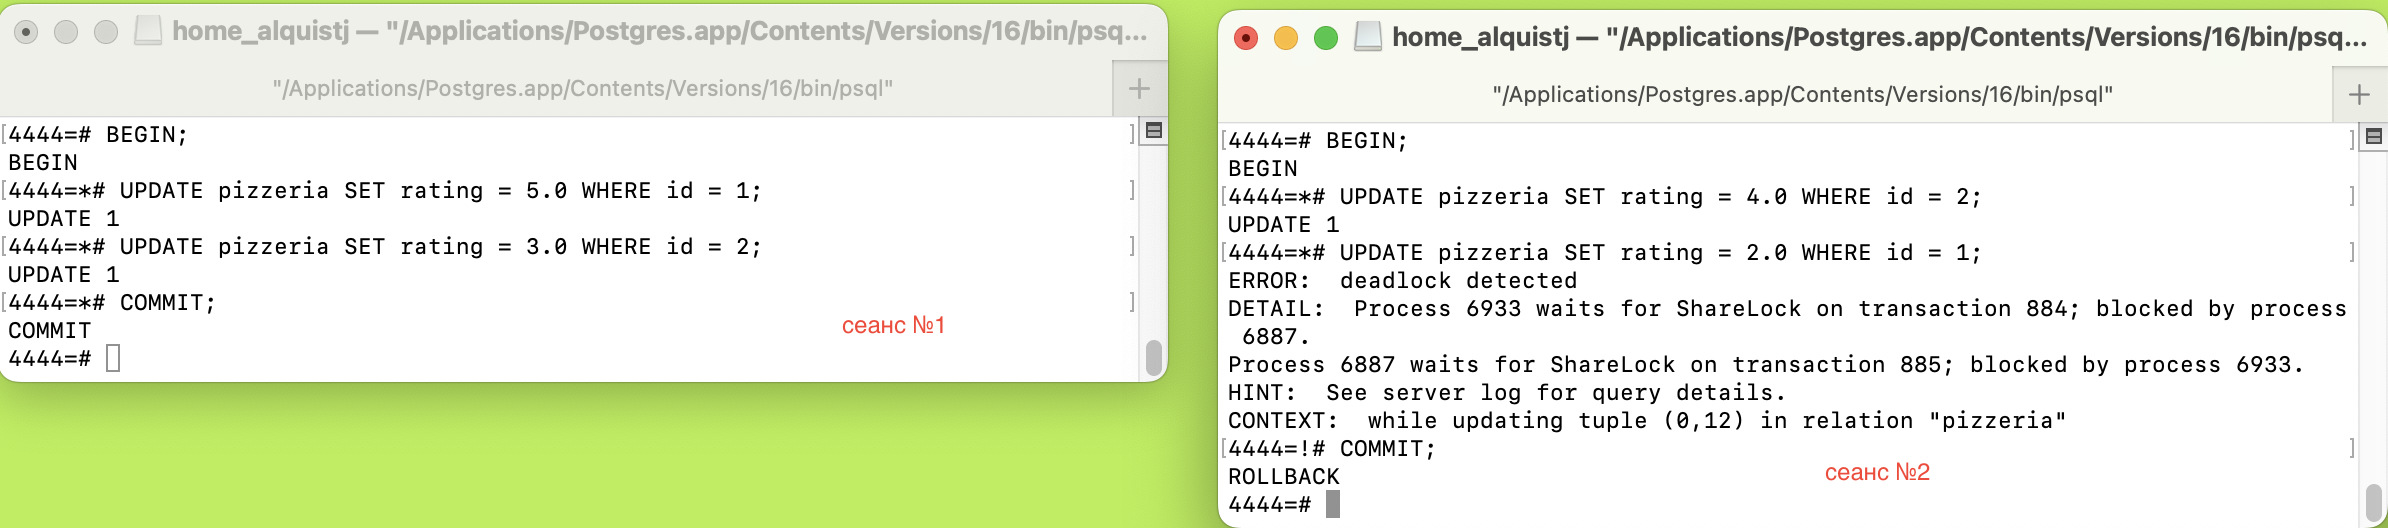 home_alquistj — "/Applications/Postgres.app/Contents/Versions/16/bin/psq...
"/Applications/Postgres.app/Contents/Versions/16/bin/psql"
[4444=# BEGIN;
BEGIN
[4444=*# UPDATE pizzeria SET rating = 5.0 WHERE id = 1;
UPDATE 1
[4444=*# UPDATE pizzeria SET rating = 3.0 WHERE id = 2;
UPDATE 1
[4444=*# COMMIT;
COMMIT
4444=#
сеанс №1
home_alquistj — "/Applications/Postgres.app/Contents/Versions/16/bin/psq...
"/Applications/Postgres.app/Contents/Versions/16/bin/psql"
[4444=# BEGIN;
BEGIN
[4444=*# UPDATE pizzeria SET rating = 4.0 WHERE id = 2;
UPDATE 1
[4444=*# UPDATE pizzeria SET rating = 2.0 WHERE id = 1;
ERROR:  deadlock detected
DETAIL:  Process 6933 waits for ShareLock on transaction 884; blocked by process
6887.
Process 6887 waits for ShareLock on transaction 885; blocked by process 6933.
HINT:  See server log for query details.
CONTEXT:  while updating tuple (0,12) in relation "pizzeria"
[4444=!# COMMIT;
ROLLBACK
4444=#
сеанс №2